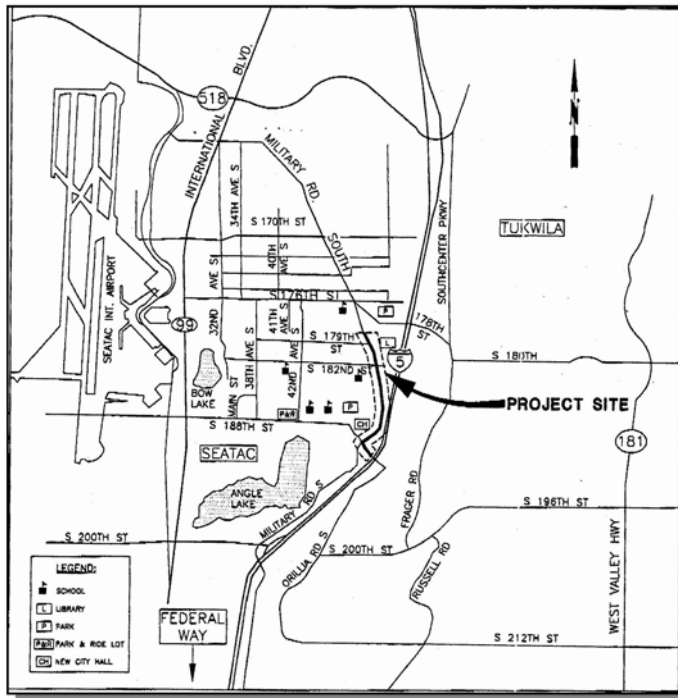 518
INTERNATIONAL
BLVD.
N
MILITARY RD.
SOUTH
34TH AVE S
S 170TH ST
40TH
AVE S
SOUTHCENTER PKWY
TUKWILA
SEATAC INT. AIRPORT
AVE S
S 176TH ST
99
32ND
41TH
AVE S
178TH
ST
S 179TH
ST
L
P
5
S 180TH
38TH AVE S
42ND
AVE S
S 182ND ST
BOW
LAKE
MAIN ST
P&R
P
CH
PROJECT SITE
S 188TH ST
181
SEATAC
ANGLE
LAKE
MILITARY RD S
FRAGER RD
S 196TH ST
S 200TH ST
ORILLIA RD S
S 200TH ST
RUSSELL RD
WEST VALLEY HWY
S 212TH ST
FEDERAL
WAY
LEGEND:
SCHOOL
L LIBRARY
P PARK
P&R PARK & RIDE LOT
CH NEW CITY HALL